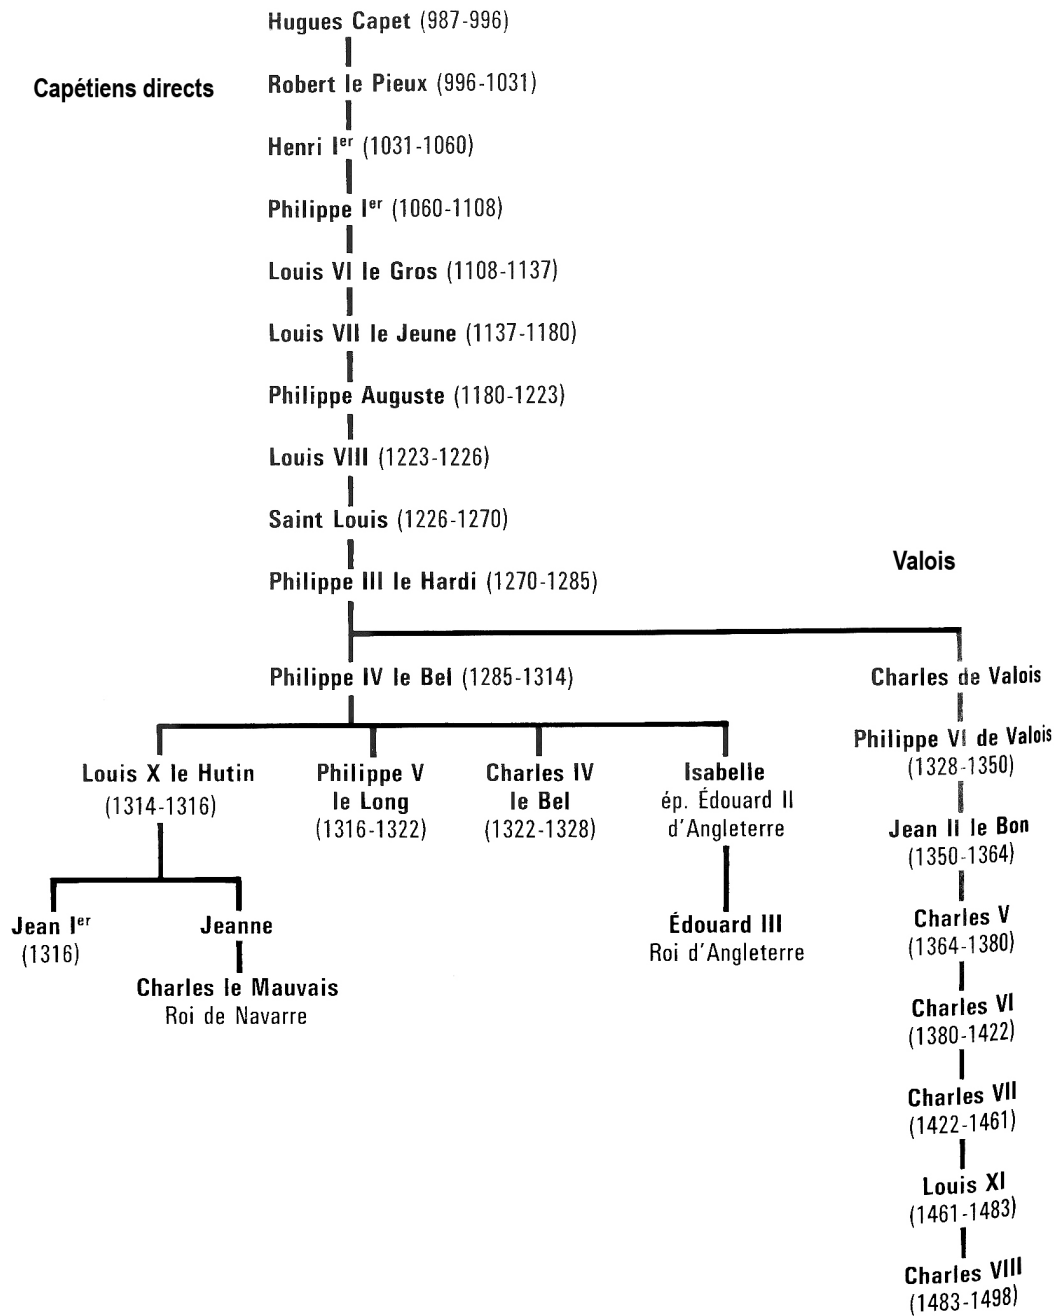 Hugues Capet (987-996)
Capétiens directs
Robert le Pieux (996-1031)
Henri Ier (1031-1060)
Philippe Ier (1060-1108)
Louis VI le Gros (1108-1137)
Louis VII le Jeune (1137-1180)
Philippe Auguste (1180-1223)
Louis VIII (1223-1226)
Saint Louis (1226-1270)
Valois
Philippe III le Hardi (1270-1285)
Philippe IV le Bel (1285-1314)
Charles de Valois
Philippe VI de Valois
(1328-1350)
Louis X le Hutin
(1314-1316)
Philippe V
le Long
(1316-1322)
Charles IV
le Bel
(1322-1328)
Isabelle
ép. Édouard II
d'Angleterre
Jean II le Bon
(1350-1364)
Jean Ier
(1316)
Jeanne
Édouard III
Roi d'Angleterre
Charles V
(1364-1380)
Charles le Mauvais
Roi de Navarre
Charles VI
(1380-1422)
Charles VII
(1422-1461)
Louis XI
(1461-1483)
Charles VIII
(1483-1498)